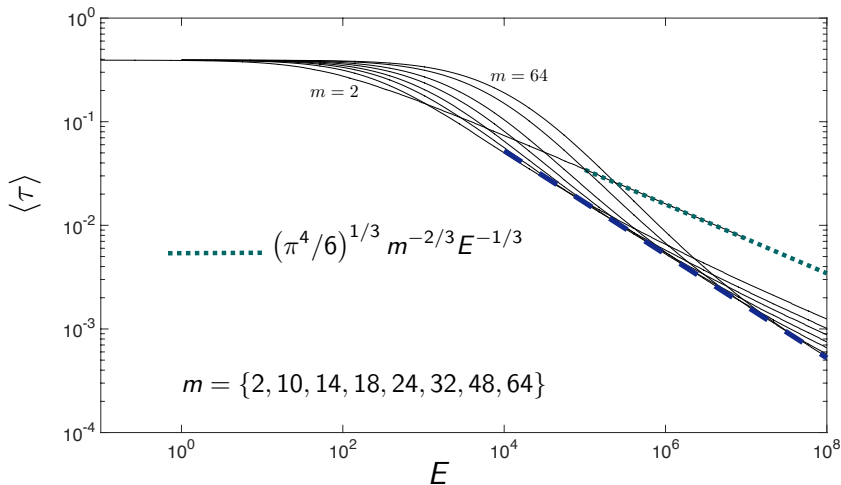 10^0
10^-1
10^-2
10^-3
10^-4
⟨τ⟩
m = 64
m = 2
(π^4/6)^{1/3} m^{-2/3} E^{-1/3}
m = {2, 10, 14, 18, 24, 32, 48, 64}
10^0 10^2 10^4 10^6 10^8
E